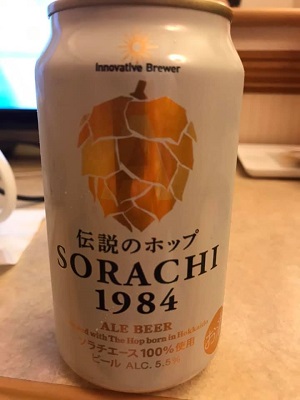 Innovative Brewer
伝説のホップ
SORACHI
1984
ALE BEER
with The Hop born in Hokkaido
ソラチエース100%使用
ビール ALC. 5.5%